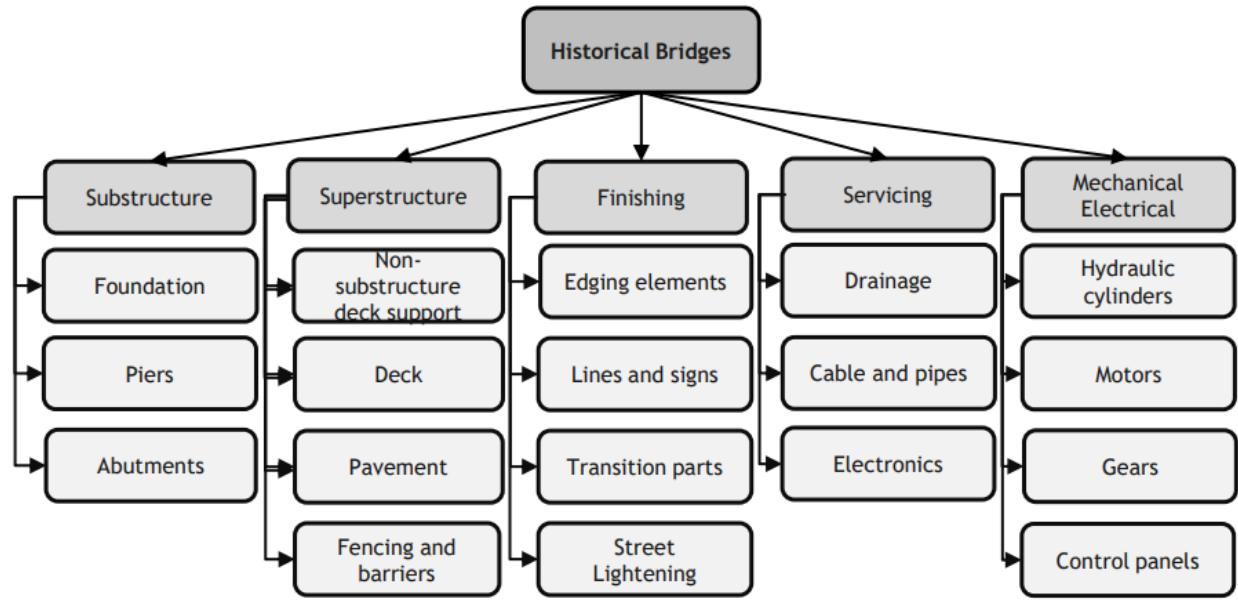 Historical Bridges
Substructure
Superstructure
Finishing
Servicing
Mechanical
Electrical
Foundation
Non-
substructure
deck support
Edging elements
Drainage
Hydraulic
cylinders
Piers
Deck
Lines and signs
Cable and pipes
Motors
Abutments
Pavement
Transition parts
Electronics
Gears
Fencing and
barriers
Street
Lightening
Control panels